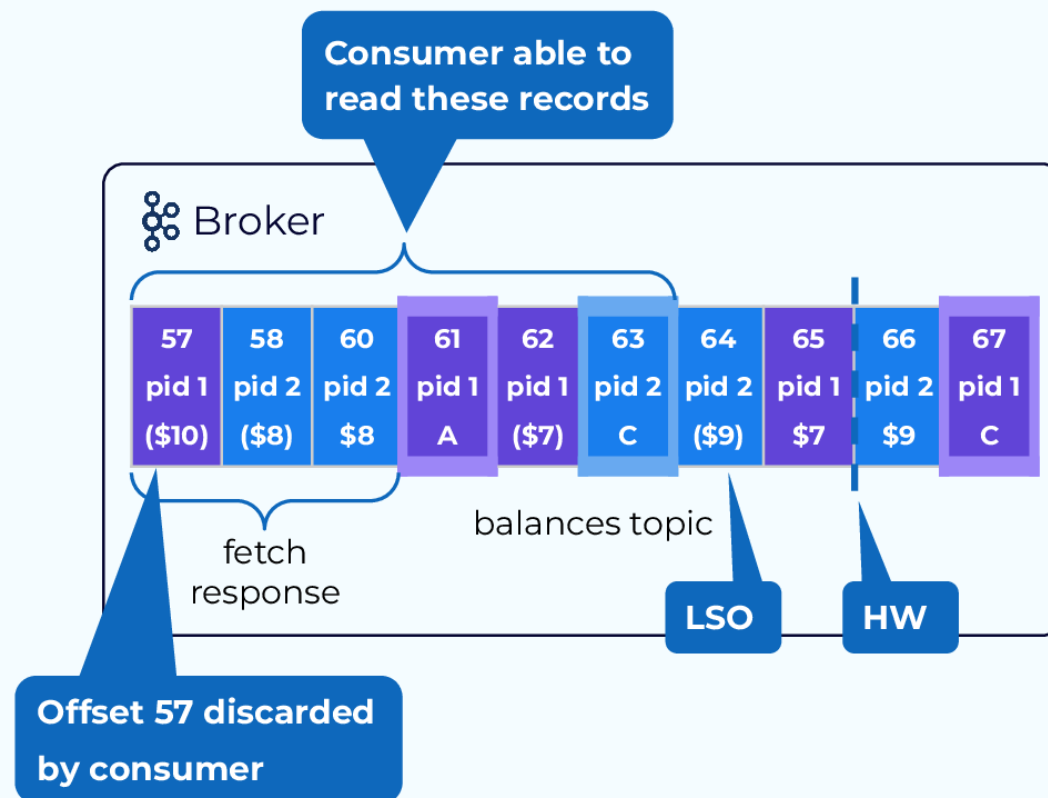 Consumer able to
read these records
Broker
57
pid 1
($10)
58
pid 2
($8)
60
pid 2
$8
61
pid 1
A
62
pid 1
($7)
63
pid 2
C
64
pid 2
($9)
65
pid 1
$7
66
pid 2
$9
67
pid 1
C
fetch
response
balances topic
LSO
HW
Offset 57 discarded
by consumer